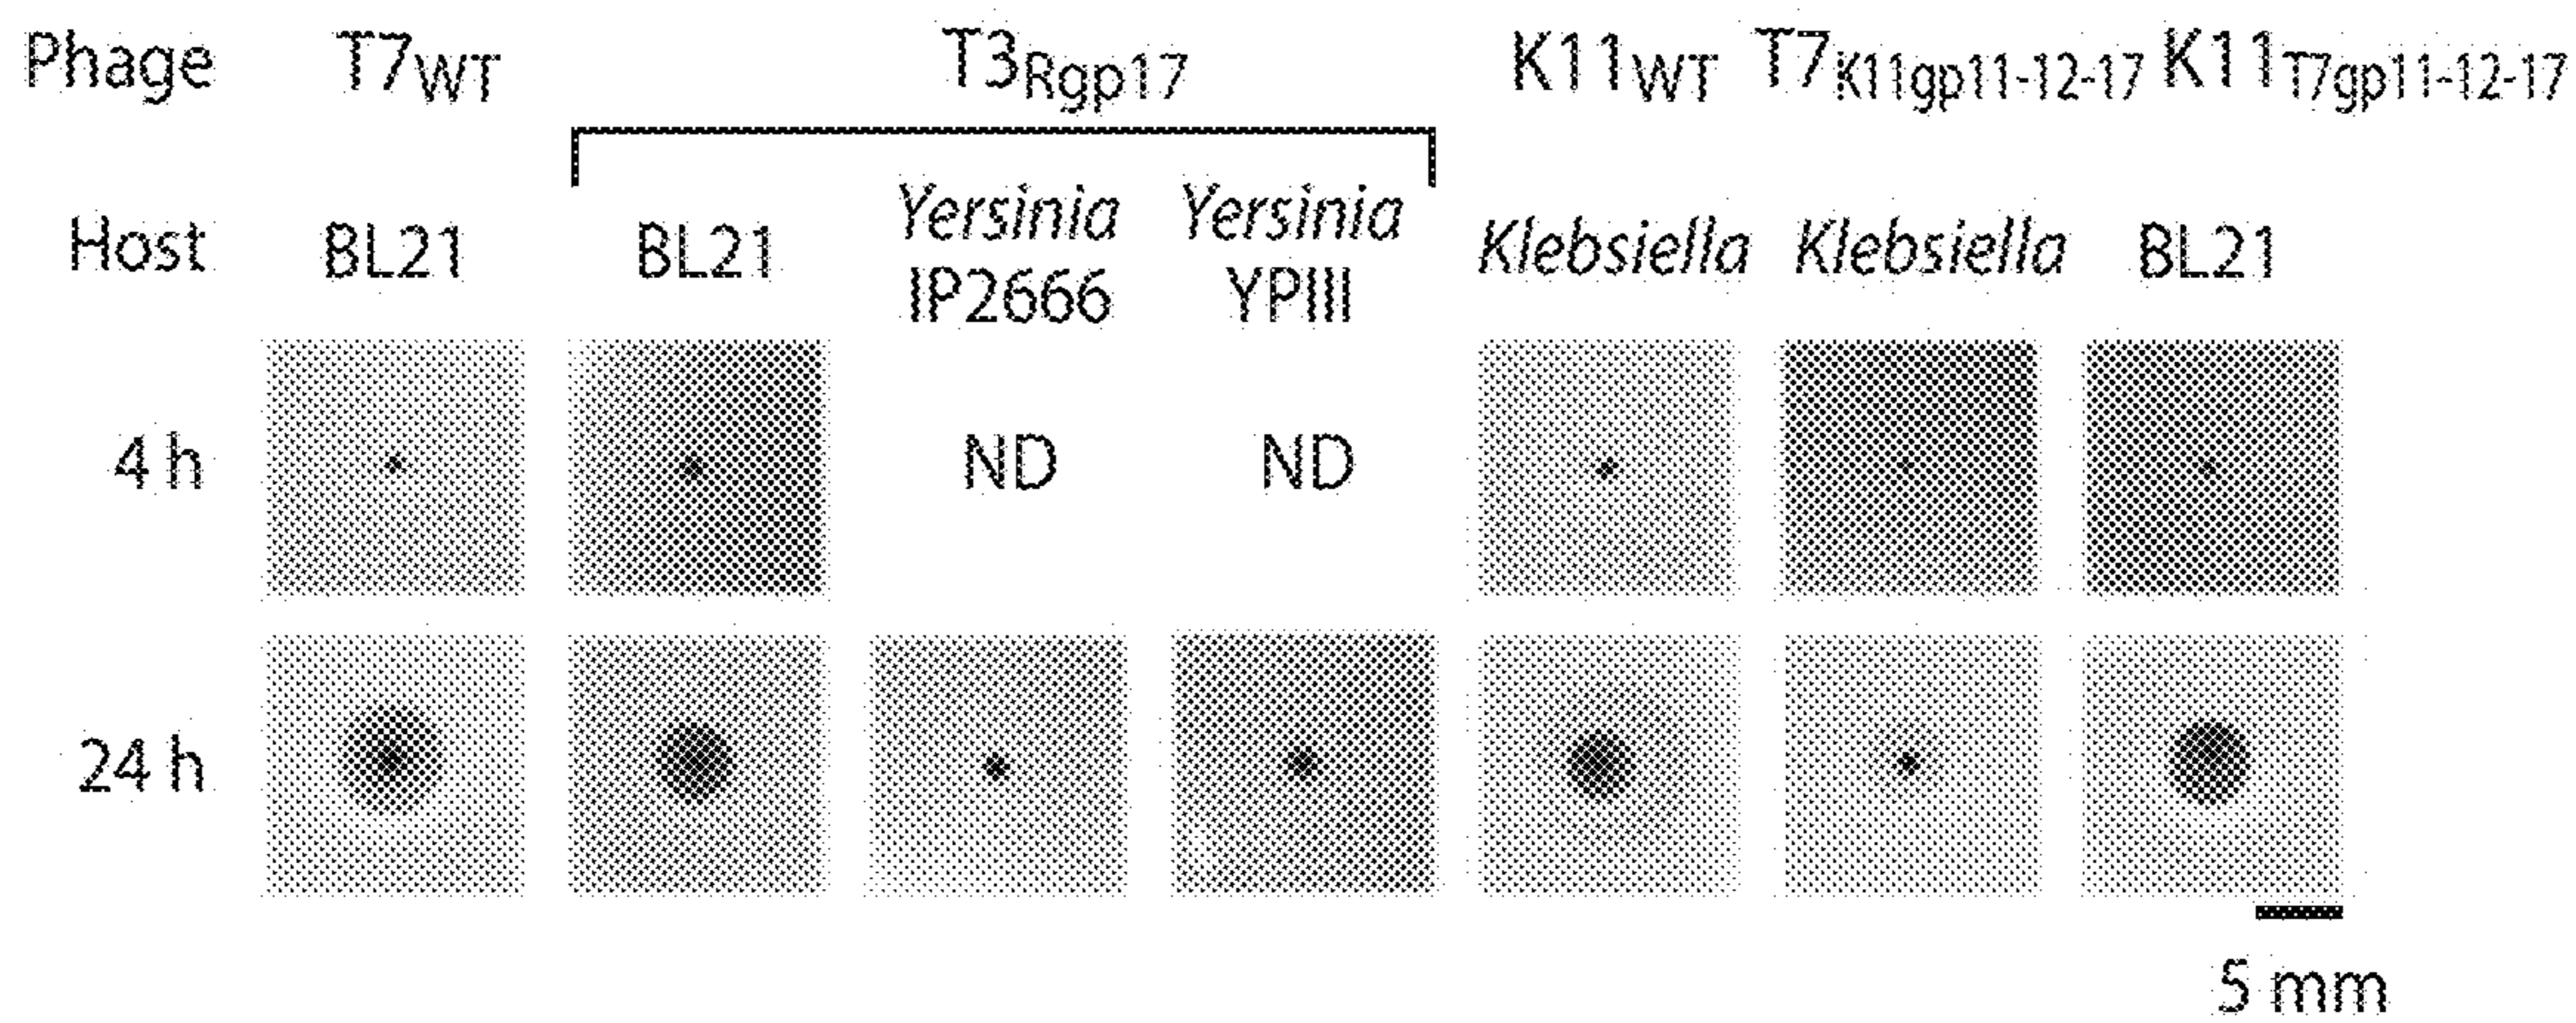 Phage T7WT T3Rgp17 K11WT T7K11gp11-12-17 K11T7gp11-12-17
Host BL21 BL21 Yersinia IP2666 Yersinia YPIII Klebsiella Klebsiella BL21
4 h ND ND
24 h
5 mm